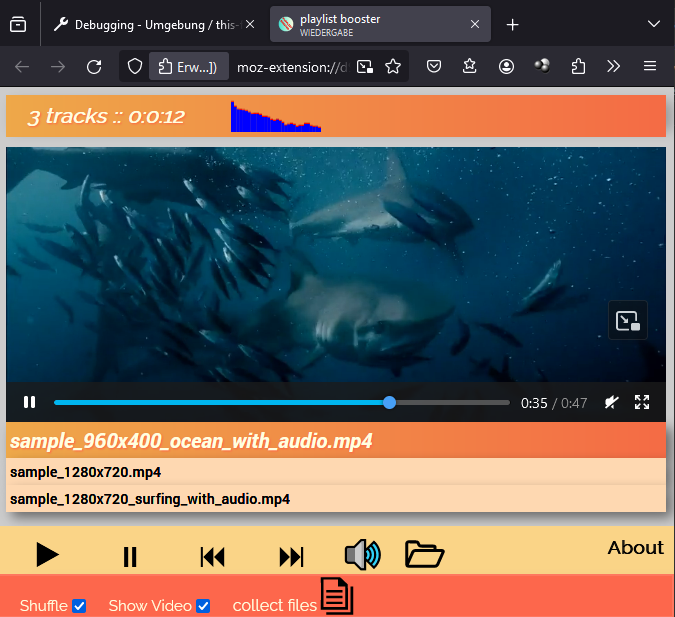 Debugging - Umgebung / this-
playlist booster
WIEDERGABE
Erw...])
moz-extension://d
3 tracks :: 0:0:12
0:35 / 0:47
sample_960x400_ocean_with_audio.mp4
sample_1280x720.mp4
sample_1280x720_surfing_with_audio.mp4
About
Shuffle
Show Video
collect files